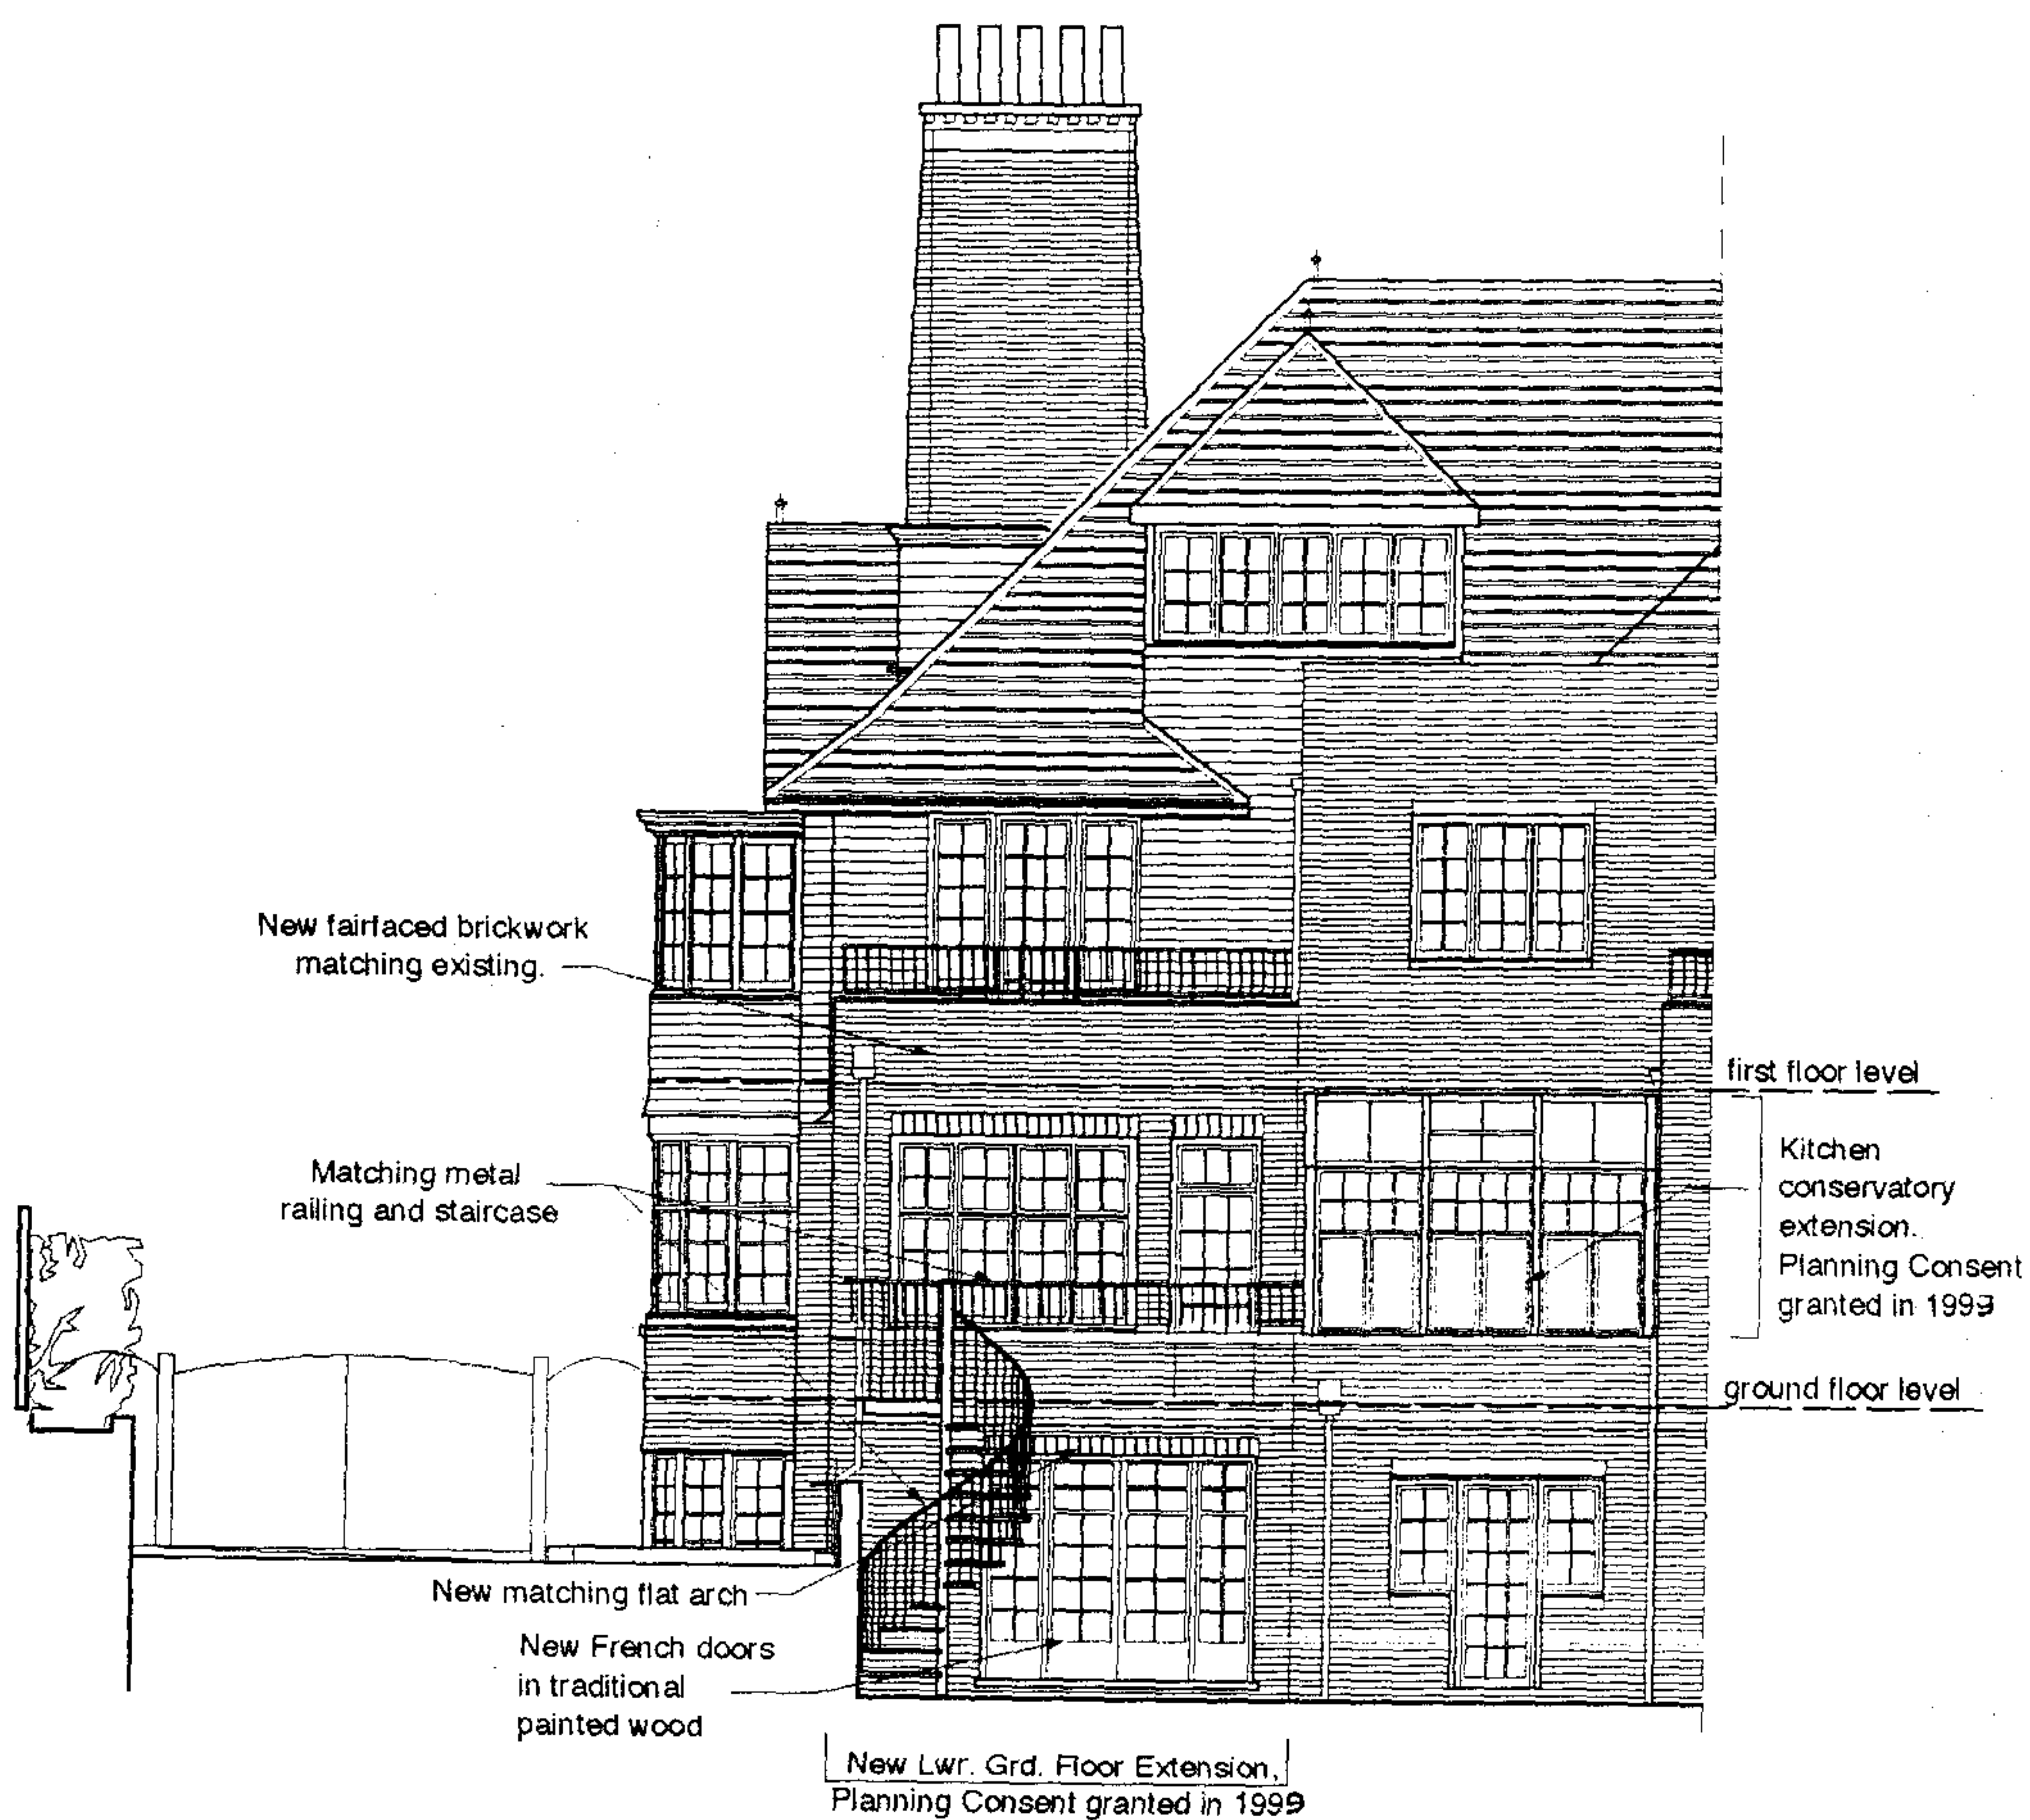 New fairfaced brickwork
matching existing.
first floor level
Matching metal
railing and staircase
Kitchen
conservatory
extension.
Planning Consent
granted in 1999
ground floor level
New matching flat arch
New French doors
in traditional
painted wood
New Lwr. Grd. Floor Extension,
Planning Consent granted in 1999